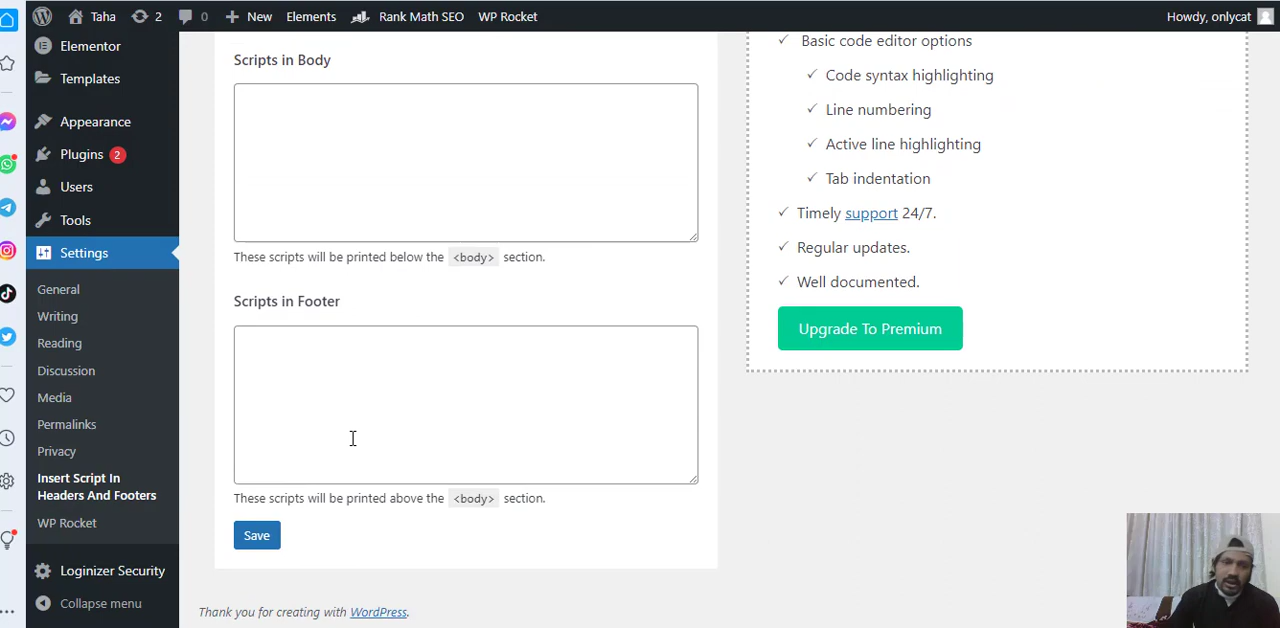 Taha 2 0 New Elements Rank Math SEO WP Rocket Howdy, onlycat
Elementor
Templates
Appearance
Plugins 2
Users
Tools
Settings
General
Writing
Reading
Discussion
Media
Permalinks
Privacy
Insert Script In
Headers And Footers
WP Rocket
Loginizer Security
Collapse menu
Scripts in Body
These scripts will be printed below the <body> section.
Scripts in Footer
These scripts will be printed above the <body> section.
Save
Thank you for creating with WordPress.
Basic code editor options
Code syntax highlighting
Line numbering
Active line highlighting
Tab indentation
Timely support 24/7.
Regular updates.
Well documented.
Upgrade To Premium